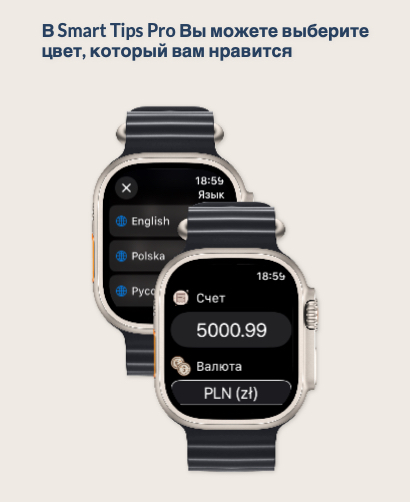 В Smart Tips Pro Вы можете выберите
цвет, который вам нравится
18:59
Язык
English
Polska
Русс
18:59
Счет
5000.99
Валюта
PLN (zł)